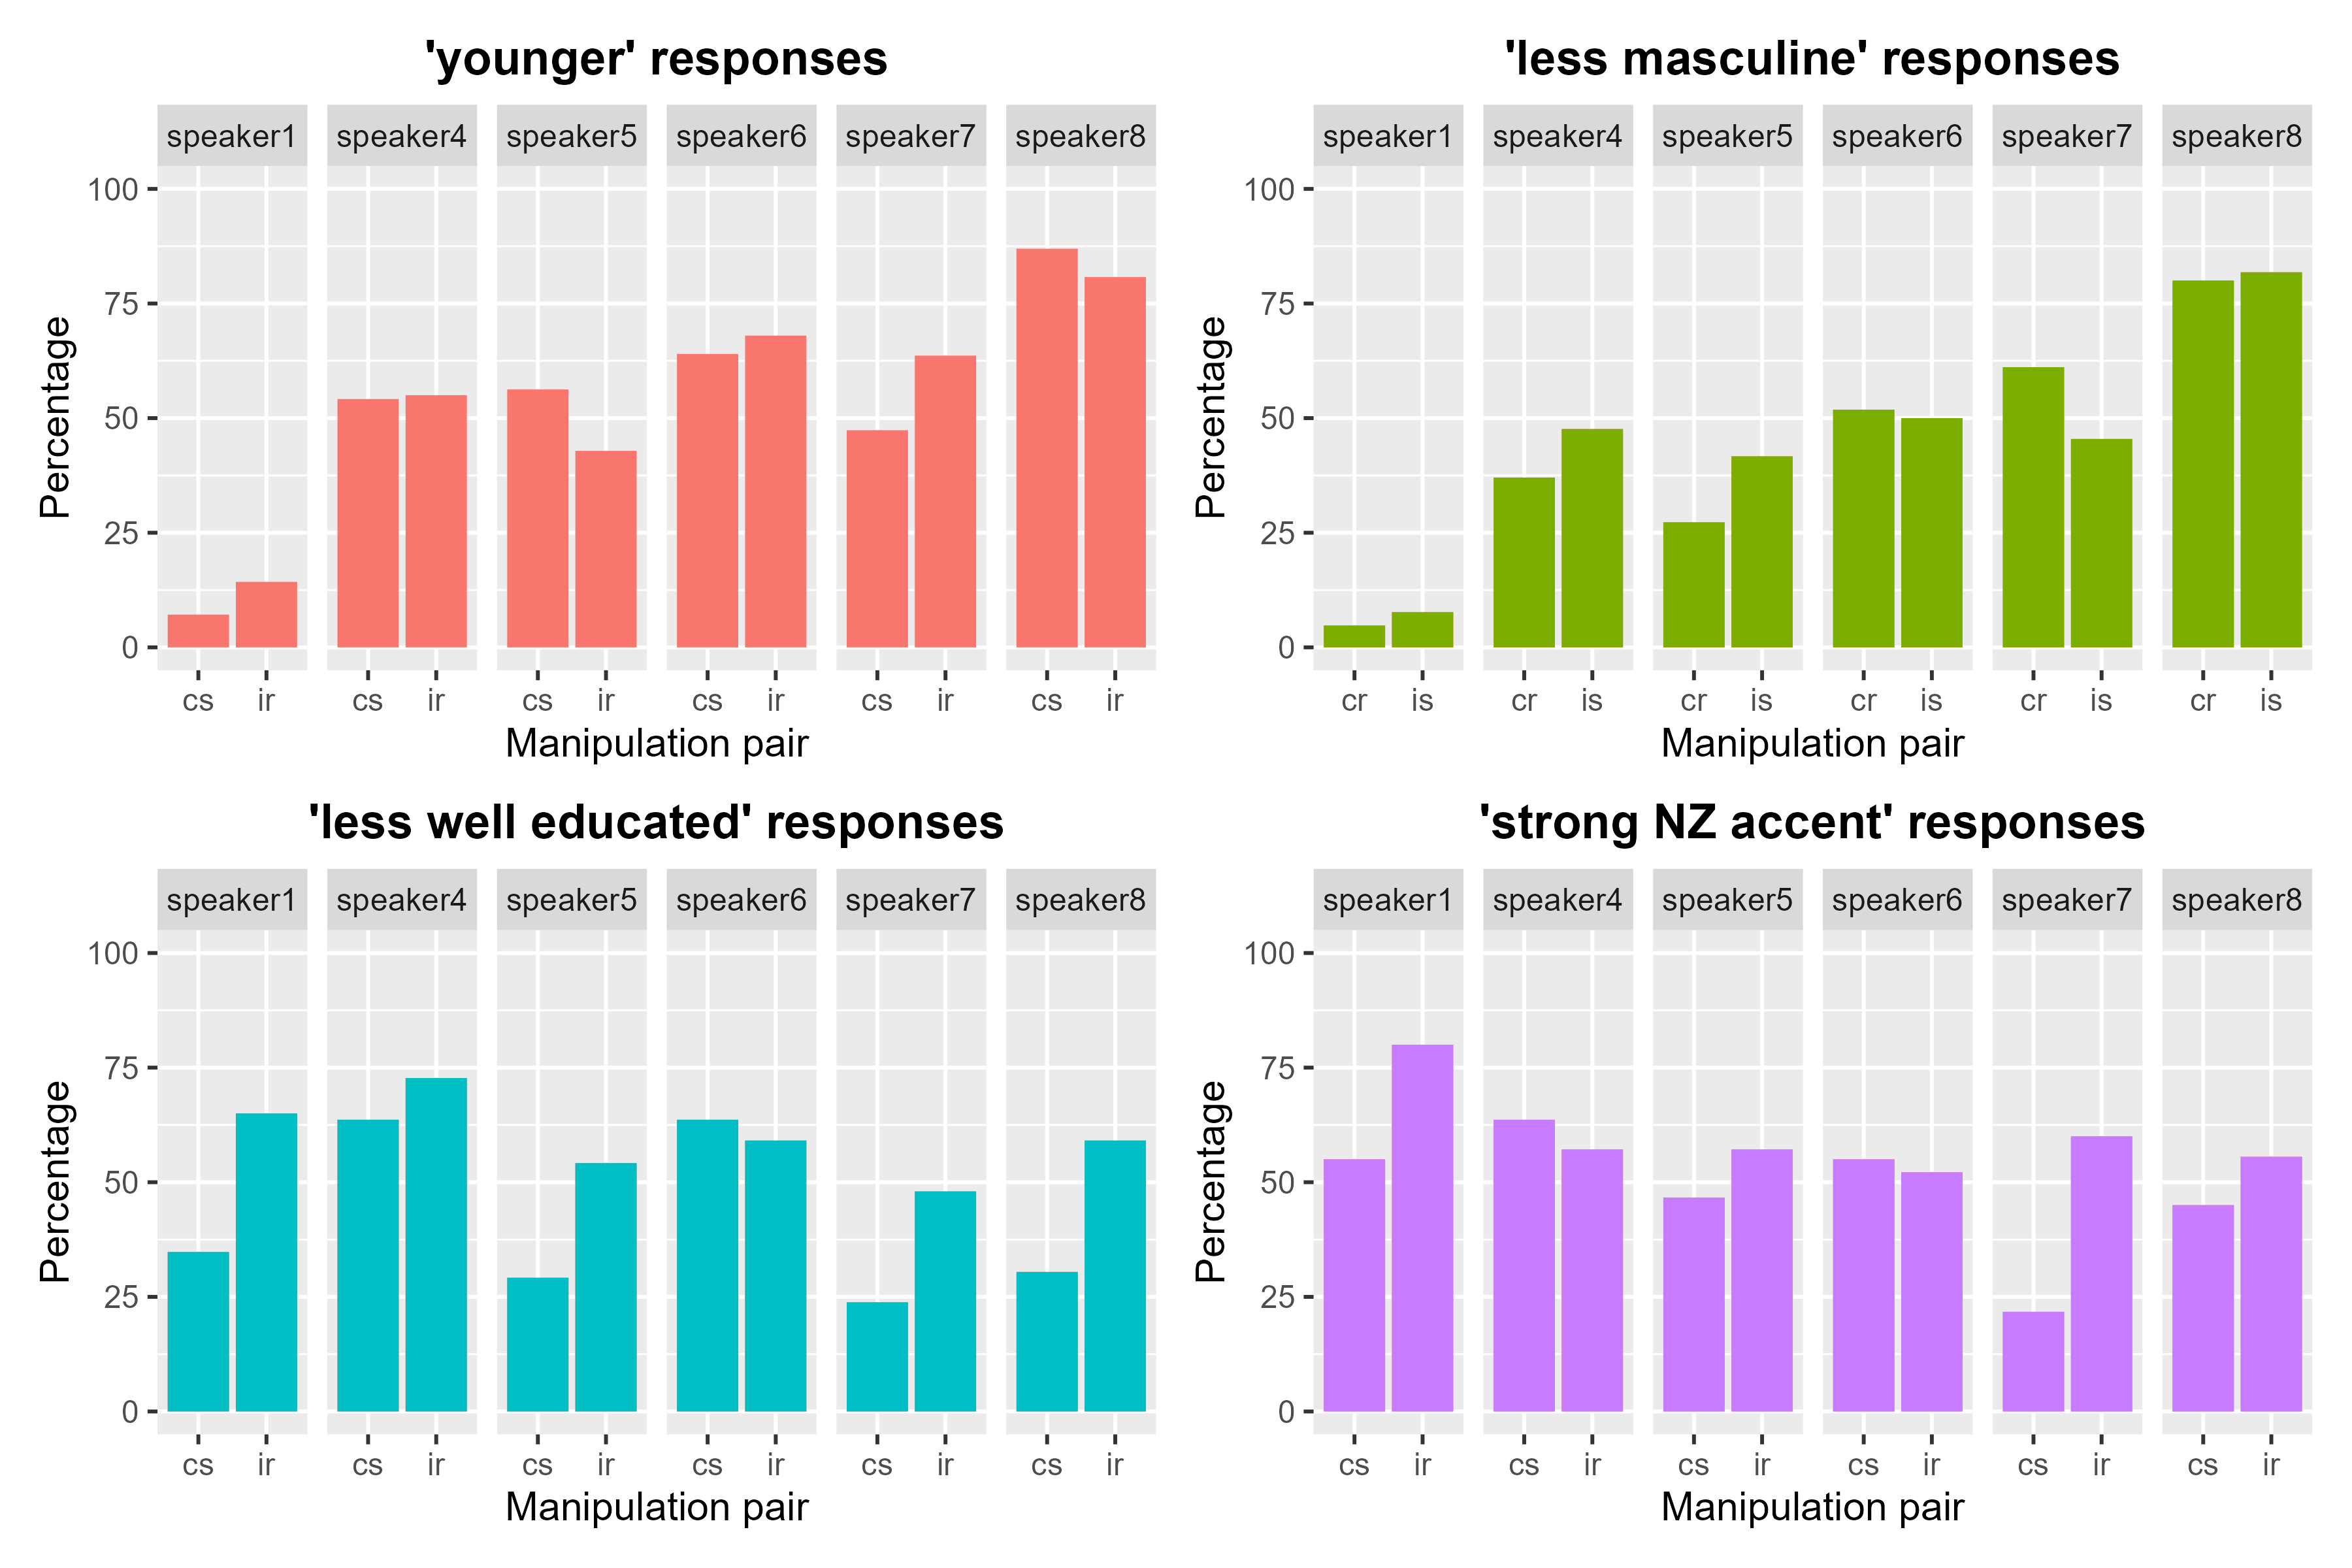 'younger' responses
speaker1 speaker4 speaker5 speaker6 speaker7 speaker8
100
75
50
25
0
Percentage
cs ir cs ir cs ir cs ir cs ir cs ir
Manipulation pair
'less masculine' responses
speaker1 speaker4 speaker5 speaker6 speaker7 speaker8
100
75
50
25
0
Percentage
cr is cr is cr is cr is cr is cr is
Manipulation pair
'less well educated' responses
speaker1 speaker4 speaker5 speaker6 speaker7 speaker8
100
75
50
25
0
Percentage
cs ir cs ir cs ir cs ir cs ir cs ir
Manipulation pair
'strong NZ accent' responses
speaker1 speaker4 speaker5 speaker6 speaker7 speaker8
100
75
50
25
0
Percentage
cs ir cs ir cs ir cs ir cs ir cs ir
Manipulation pair